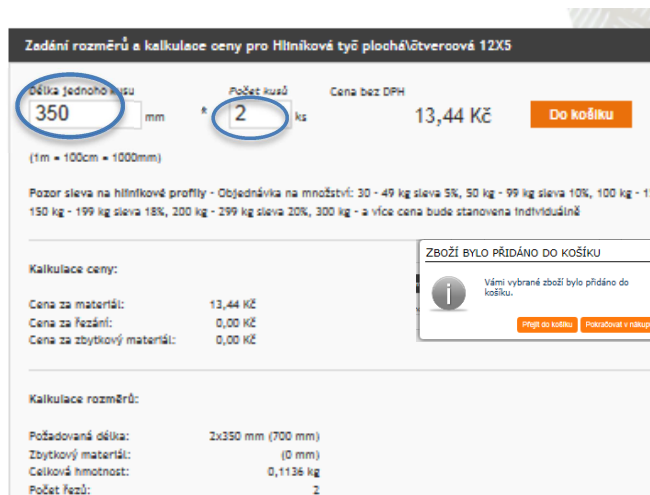 Zadání rozměrů a kalkulace ceny pro Hliníková tyč plochá\čtvercová 12X5
Délka jednoho kusu Počet kusů Cena bez DPH
350 mm * 2 ks 13,44 Kč Do košíku
(1m = 100cm = 1000mm)
Pozor sleva na hliníkové profily - Objednávka na množství: 30 - 49 kg sleva 5%, 50 kg - 99 kg sleva 10%, 100 kg -
150 kg - 199 kg sleva 18%, 200 kg - 299 kg sleva 20%, 300 kg - a více cena bude stanovena individuálně
ZBOŽÍ BYLO PŘIDÁNO DO KOŠÍKU
Vámi vybrané zboží bylo přidáno do
košíku.
Přejít do košíku Pokračovat v nákupu
Kalkulace ceny:
Cena za materiál: 13,44 Kč
Cena za řezání: 0,00 Kč
Cena za zbytkový materiál: 0,00 Kč
Kalkulace rozměrů:
Požadovaná délka: 2x350 mm (700 mm)
Zbytkový materiál: (0 mm)
Celková hmotnost: 0,1136 kg
Počet řezů: 2